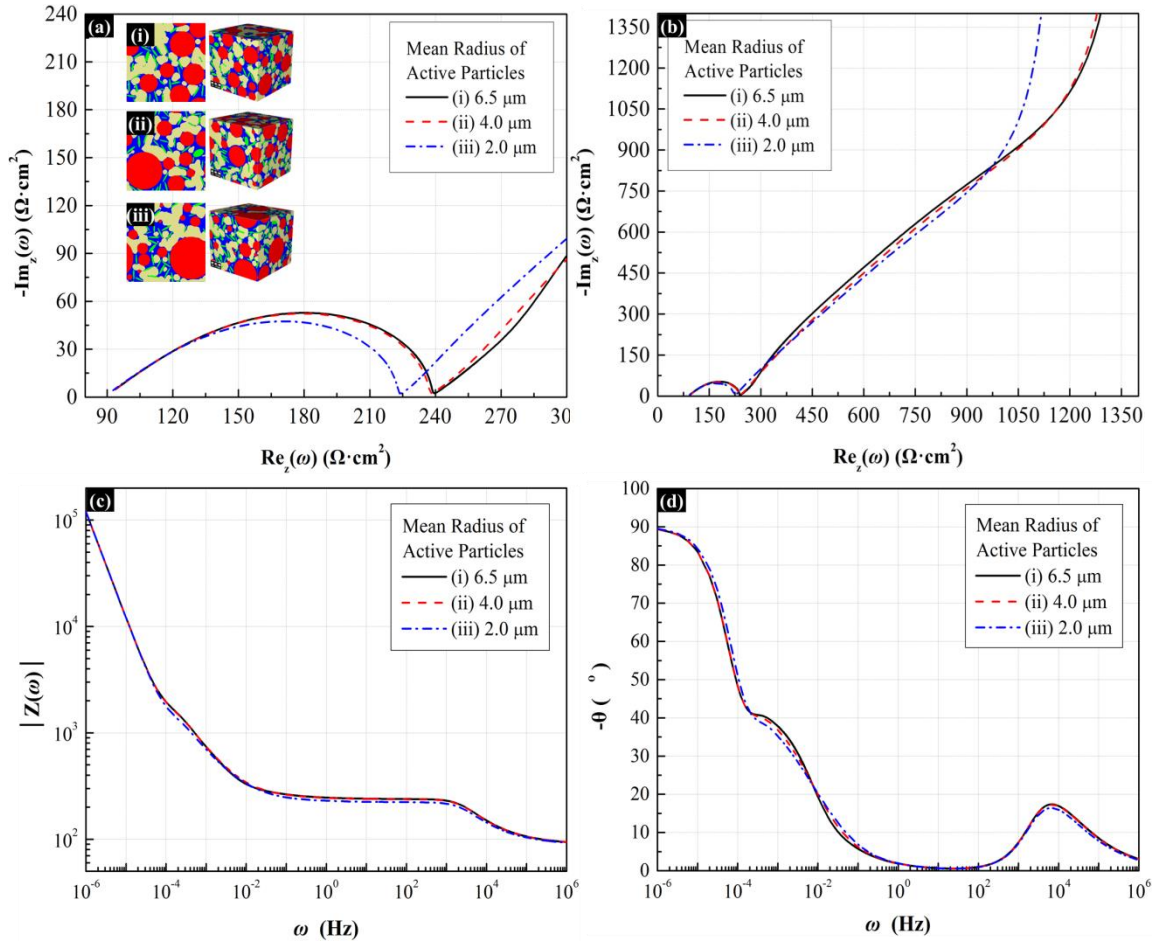 (a)
240
210
180
150
120
90
60
30
0
-Im_z(ω) (Ω·cm²)
90 120 150 180 210 240 270 300
Re_z(ω) (Ω·cm²)
(i)
(ii)
(iii)
Mean Radius of
Active Particles
(i) 6.5 μm
(ii) 4.0 μm
(iii) 2.0 μm
(b)
1350
1200
1050
900
750
600
450
300
150
0
-Im_z(ω) (Ω·cm²)
0 150 300 450 600 750 900 1050 1200 1350
Re_z(ω) (Ω·cm²)
Mean Radius of
Active Particles
(i) 6.5 μm
(ii) 4.0 μm
(iii) 2.0 μm
(c)
10⁵
10⁴
10³
10²
|Z(ω)|
10⁻⁶ 10⁻⁴ 10⁻² 10⁰ 10² 10⁴ 10⁶
ω (Hz)
Mean Radius of
Active Particles
(i) 6.5 μm
(ii) 4.0 μm
(iii) 2.0 μm
(d)
100
90
80
70
60
50
40
30
20
10
0
-θ ( º)
10⁻⁶ 10⁻⁴ 10⁻² 10⁰ 10² 10⁴ 10⁶
ω (Hz)
Mean Radius of
Active Particles
(i) 6.5 μm
(ii) 4.0 μm
(iii) 2.0 μm